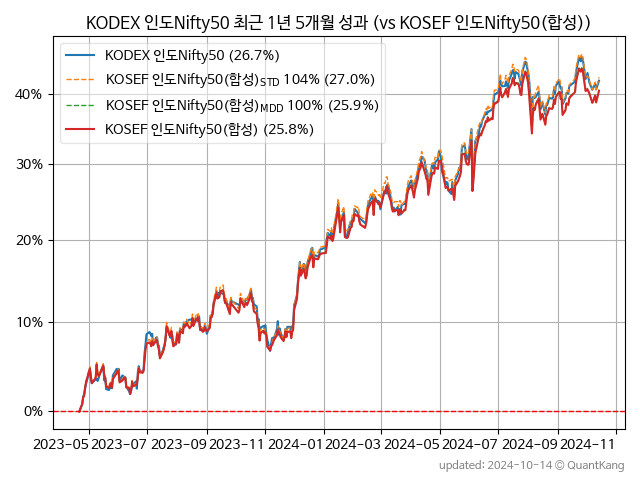 KODEX 인도Nifty50 최근 1년 5개월 성과 (vs KOSEF 인도Nifty50(합성))
KODEX 인도Nifty50 (26.7%)
KOSEF 인도Nifty50(합성)STD 104% (27.0%)
KOSEF 인도Nifty50(합성)MDD 100% (25.9%)
KOSEF 인도Nifty50(합성) (25.8%)
40%
30%
20%
10%
0%
2023-05 2023-07 2023-09 2023-11 2024-01 2024-03 2024-05 2024-07 2024-09 2024-11
updated: 2024-10-14 © QuantKang